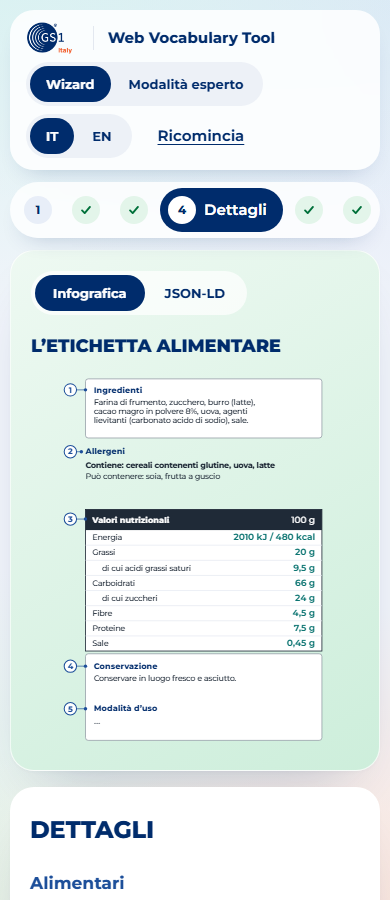 GS1
Italy
Web Vocabulary Tool
Wizard
Modalità esperto
IT
EN
Ricomincia
1
4
Dettagli
Infografica
JSON-LD
L'ETICHETTA ALIMENTARE
1
Ingredienti
Farina di frumento, zucchero, burro (latte),
cacao magro in polvere 8%, uova, agenti
lievitanti (carbonato acido di sodio), sale.
2
Allergeni
Contiene: cereali contenenti glutine, uova, latte
Può contenere: soia, frutta a guscio
3
Valori nutrizionali 100 g
Energia 2010 kJ / 480 kcal
Grassi 20 g
di cui acidi grassi saturi 9,5 g
Carboidrati 66 g
di cui zuccheri 24 g
Fibre 4,5 g
Proteine 7,5 g
Sale 0,45 g
4
Conservazione
Conservare in luogo fresco e asciutto.
5
Modalità d'uso
...
DETTAGLI
Alimentari